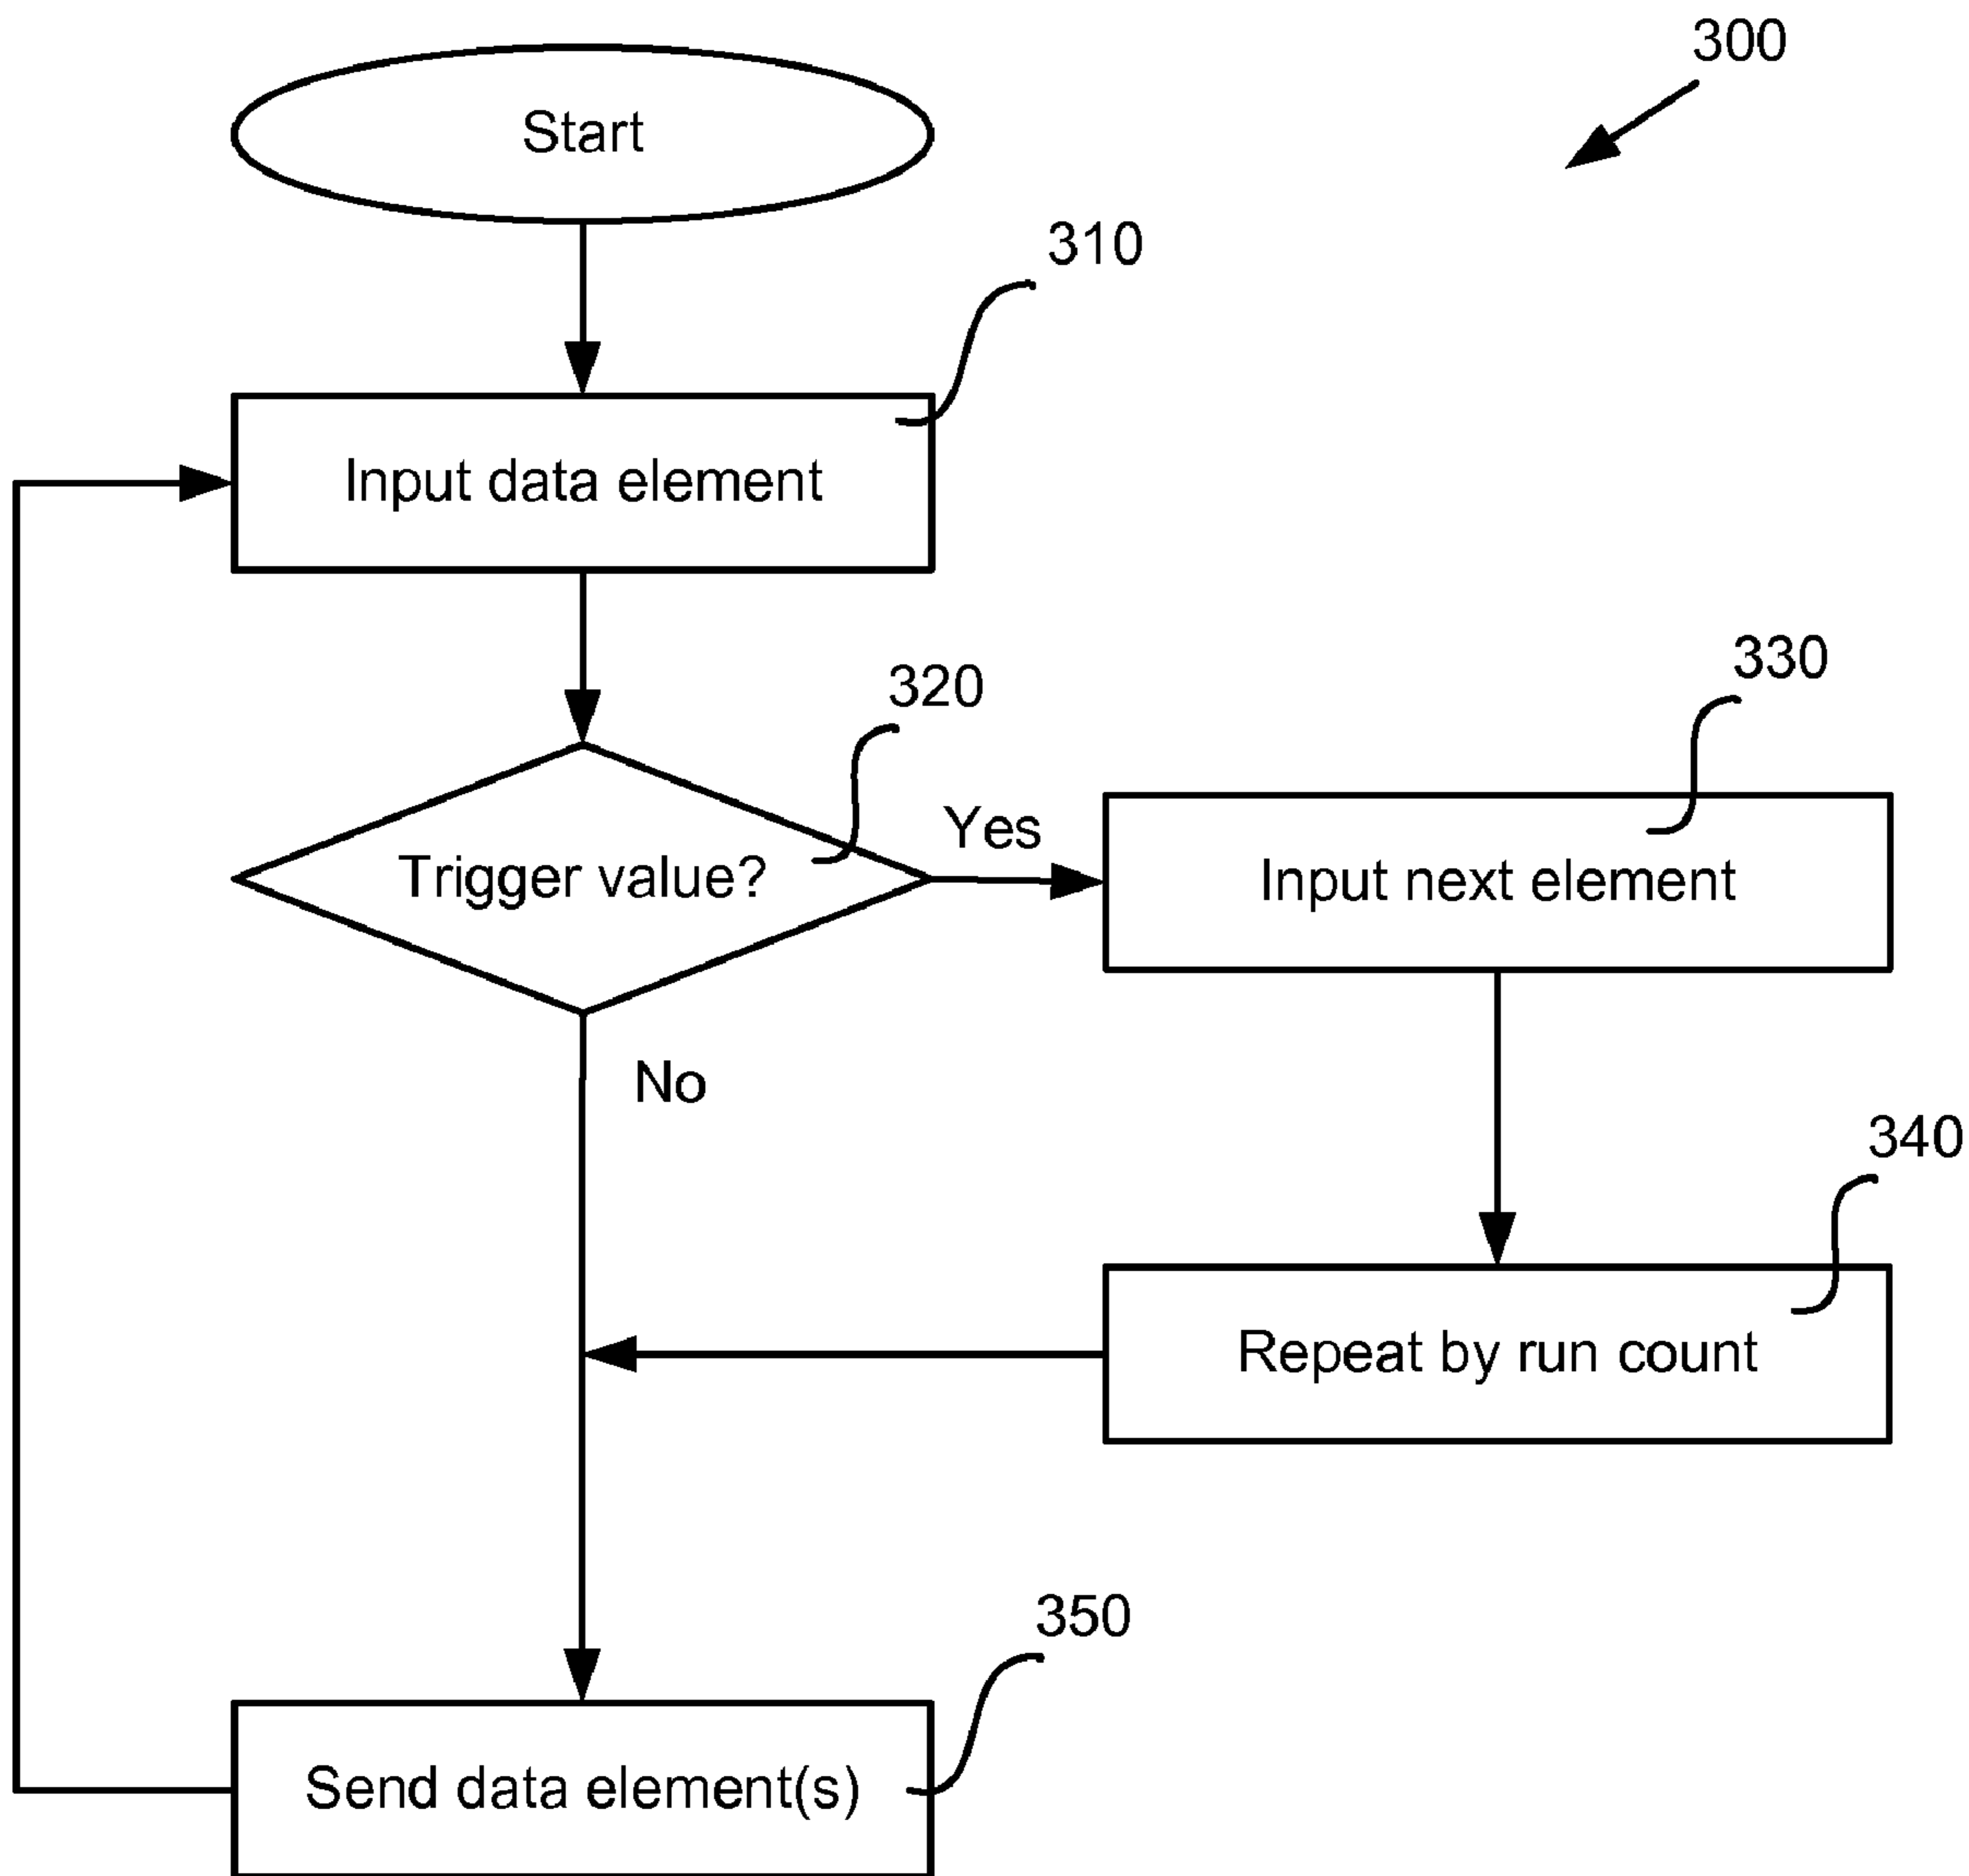 300
Start
310
Input data element
320
330
Trigger value?
Yes
Input next element
No
340
Repeat by run count
350
Send data element(s)